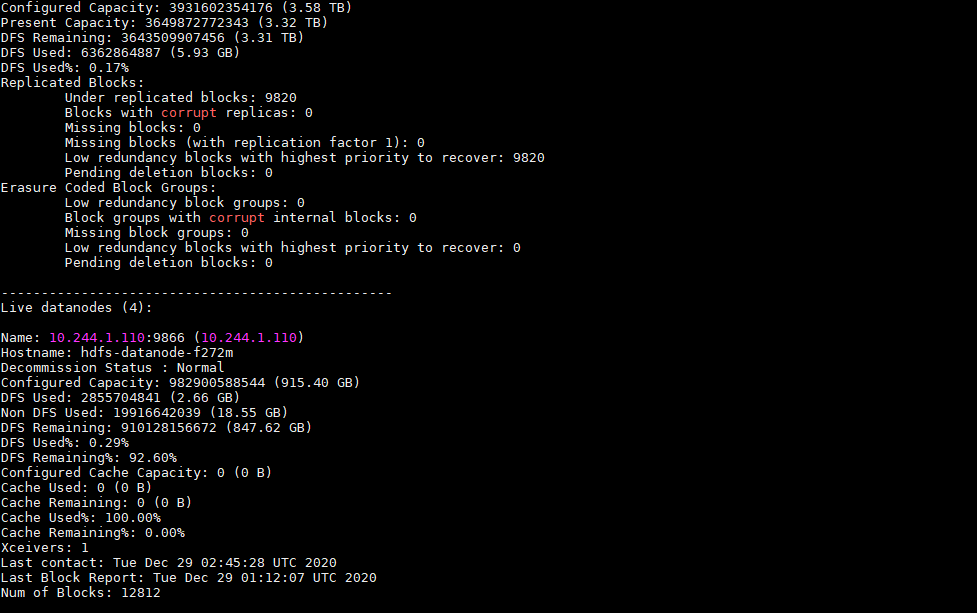 Configured Capacity: 3931602354176 (3.58 TB)
Present Capacity: 3649872772343 (3.32 TB)
DFS Remaining: 3643509907456 (3.31 TB)
DFS Used: 6362864887 (5.93 GB)
DFS Used%: 0.17%
Replicated Blocks:
Under replicated blocks: 9820
Blocks with corrupt replicas: 0
Missing blocks: 0
Missing blocks (with replication factor 1): 0
Low redundancy blocks with highest priority to recover: 9820
Pending deletion blocks: 0
Erasure Coded Block Groups:
Low redundancy block groups: 0
Block groups with corrupt internal blocks: 0
Missing block groups: 0
Low redundancy blocks with highest priority to recover: 0
Pending deletion blocks: 0
-------------------------------------------------
Live datanodes (4):
Name: 10.244.1.110:9866 (10.244.1.110)
Hostname: hdfs-datanode-f272m
Decommission Status : Normal
Configured Capacity: 982900588544 (915.40 GB)
DFS Used: 2855704841 (2.66 GB)
Non DFS Used: 19916642039 (18.55 GB)
DFS Remaining: 910128156672 (847.62 GB)
DFS Used%: 0.29%
DFS Remaining%: 92.60%
Configured Cache Capacity: 0 (0 B)
Cache Used: 0 (0 B)
Cache Remaining: 0 (0 B)
Cache Used%: 100.00%
Cache Remaining%: 0.00%
Xceivers: 1
Last contact: Tue Dec 29 02:45:28 UTC 2020
Last Block Report: Tue Dec 29 01:12:07 UTC 2020
Num of Blocks: 12812